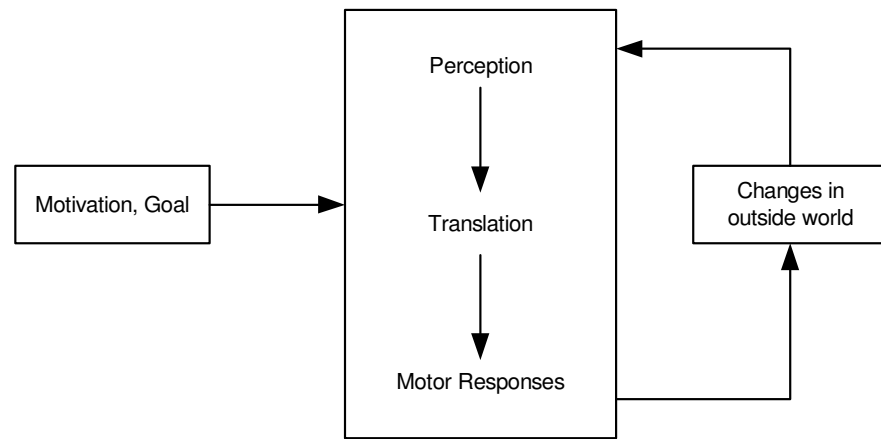 Perception
Motivation, Goal
Translation
Changes in
outside world
Motor Responses